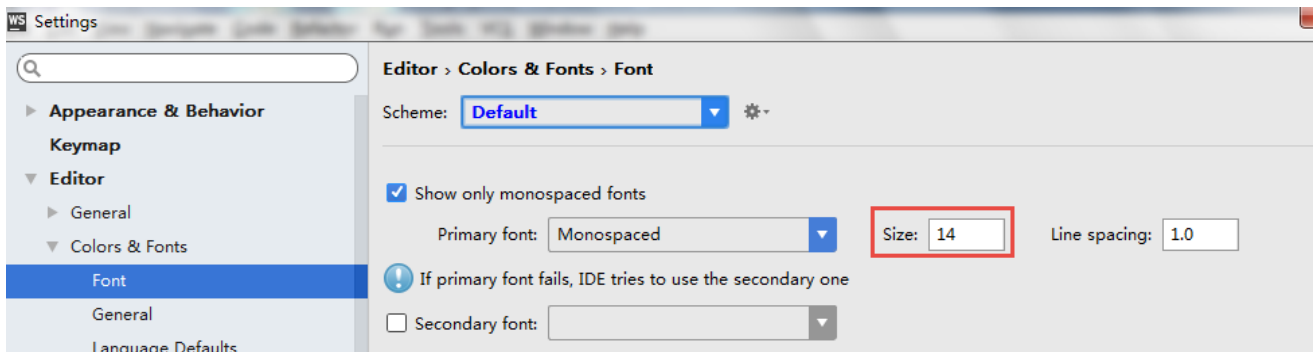 WS Settings
Editor › Colors & Fonts › Font
Appearance & Behavior
Scheme: Default
Keymap
Editor
Show only monospaced fonts
General
Primary font: Monospaced Size: 14 Line spacing: 1.0
Colors & Fonts
Font
If primary font fails, IDE tries to use the secondary one
General
Secondary font:
Language Defaults